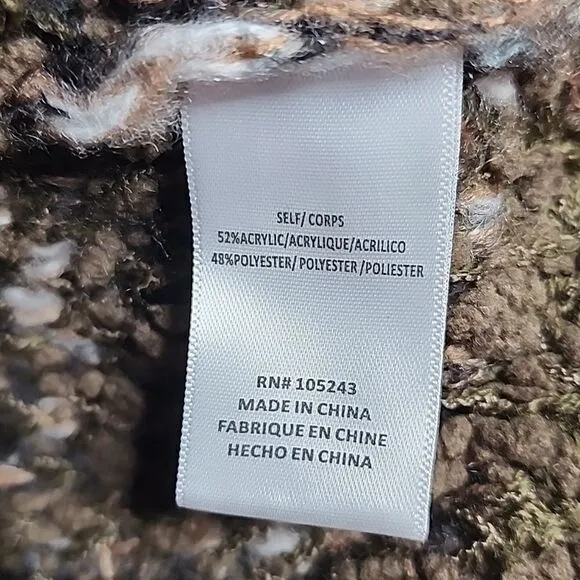 SELF/ CORPS
52%ACRYLIC/ACRYLIQUE/ACRILICO
48%POLYESTER/ POLYESTER /POLIESTER
RN# 105243
MADE IN CHINA
FABRIQUE EN CHINE
HECHO EN CHINA